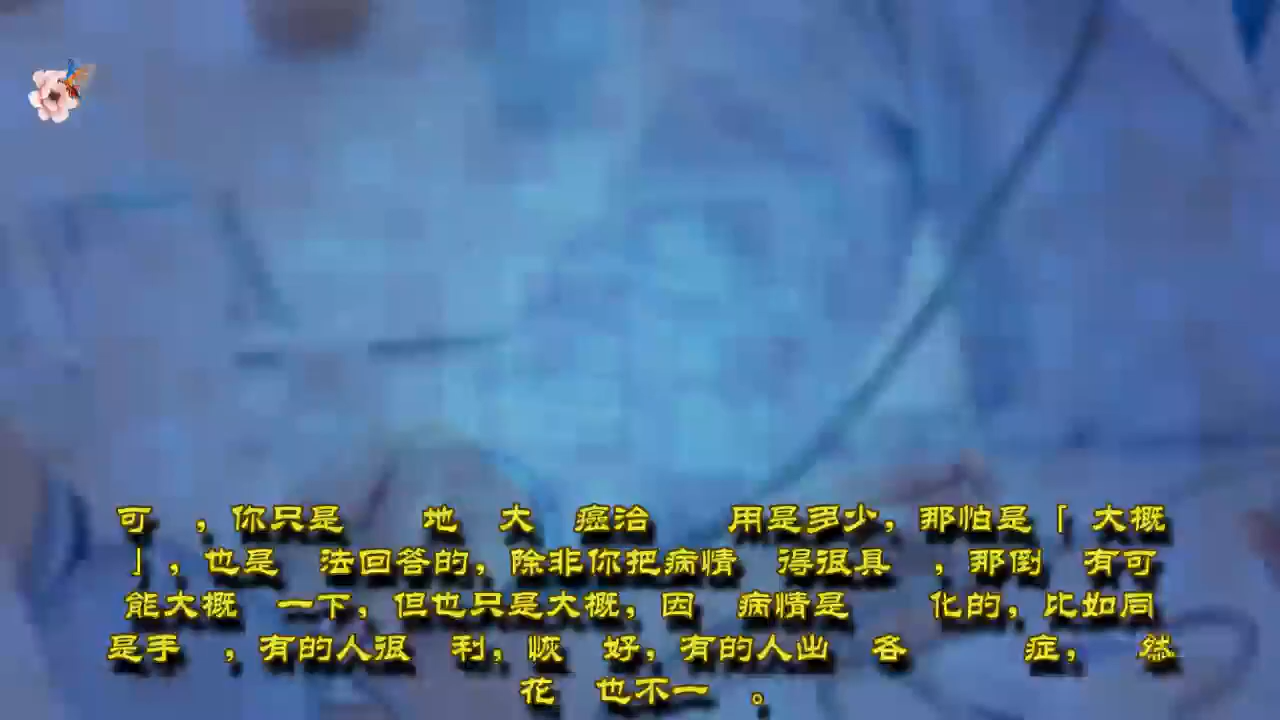 可 ，你只是 地 大 癌治 用是多少，那怕是「 大概
」，也是 法回答的，除非你把病情 得很具 ，那倒 有可
能大概 一下，但也只是大概，因 病情是 化的，比如同
是手 ，有的人很 利，恢 好，有的人出 各 症， 然
花 也不一 。